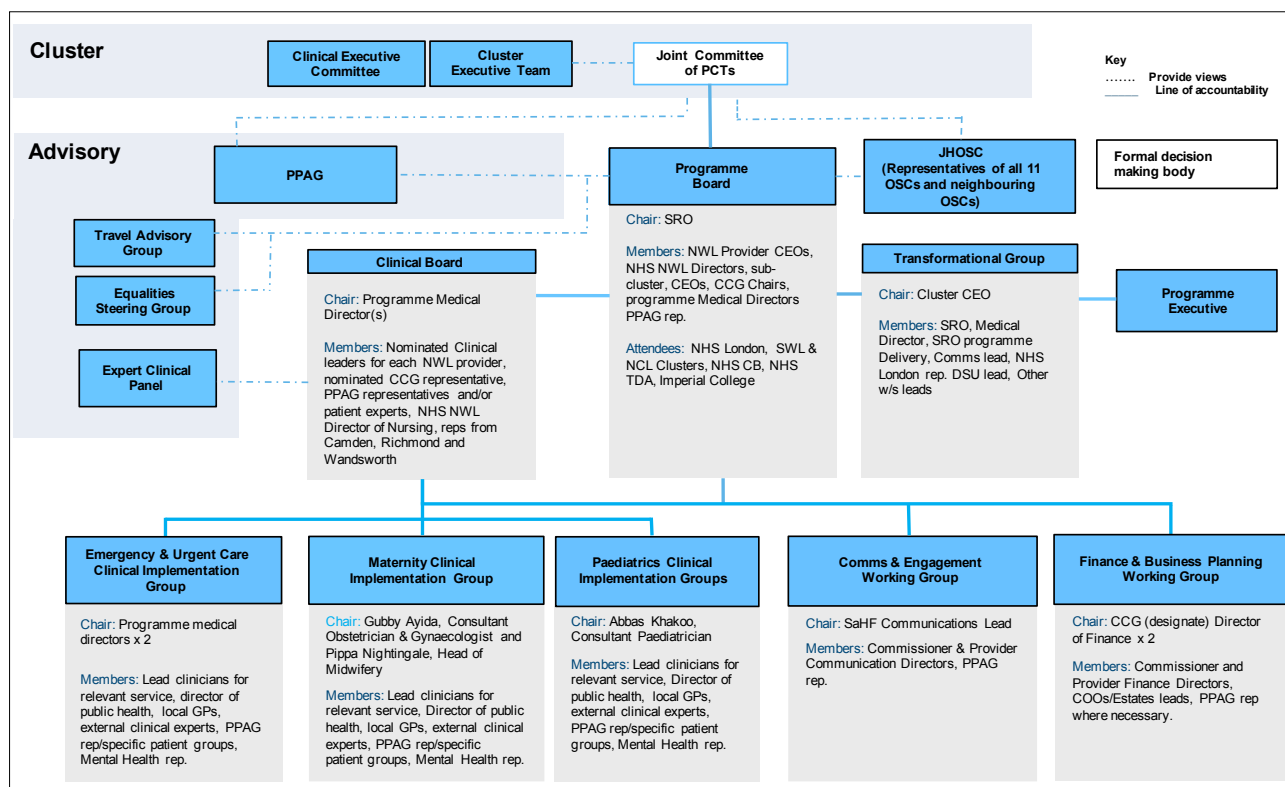 Cluster
Clinical Executive
Committee
Cluster
Executive Team
Joint Committee
of PCTs
Key
....... Provide views
Line of accountability
Advisory
PPAG
Programme
Board
JHOSC
(Representatives of all 11
OSCs and neighbouring
OSCs)
Formal decision
making body
Travel Advisory
Group
Equalities
Steering Group
Expert Clinical
Panel
Clinical Board
Chair: Programme Medical
Director(s)
Members: Nominated Clinical
leaders for each NWL provider,
nominated CCG representative,
PPAG representatives and/or
patient experts, NHS NWL
Director of Nursing, reps from
Camden, Richmond and
Wandsworth
Chair: SRO
Members: NWL Provider CEOs,
NHS NWL Directors, sub-
cluster, CEOs, CCG Chairs,
programme Medical Directors
PPAG rep.
Attendees: NHS London, SWL &
NCL Clusters, NHS CB, NHS
TDA, Imperial College
Transformational Group
Chair: Cluster CEO
Members: SRO, Medical
Director, SRO programme
Delivery, Comms lead, NHS
London rep. DSU lead, Other
w/s leads
Programme
Executive
Emergency & Urgent Care
Clinical Implementation
Group
Chair: Programme medical
directors x 2
Members: Lead clinicians for
relevant service, director of
public health, local GPs,
external clinical experts, PPAG
rep/specific patient groups,
Mental Health rep.
Maternity Clinical
Implementation Group
Chair: Gubby Ayida, Consultant
Obstetrician & Gynaecologist and
Pippa Nightingale, Head of
Midwifery
Members: Lead clinicians for
relevant service, Director of public
health, local GPs, external clinical
experts, PPAG rep/specific
patient groups, Mental Health rep.
Paediatrics Clinical
Implementation Groups
Chair: Abbas Khakoo,
Consultant Paediatrician
Members: Lead clinicians for
relevant service, Director of
public health, local GPs,
external clinical experts,
PPAG rep/specific patient
groups, Mental Health rep.
Comms & Engagement
Working Group
Chair: SaHF Communications Lead
Members: Commissioner & Provider
Communication Directors, PPAG
rep.
Finance & Business Planning
Working Group
Chair: CCG (designate) Director
of Finance x 2
Members: Commissioner and
Provider Finance Directors,
COOs/Estates leads, PPAG rep
where necessary.